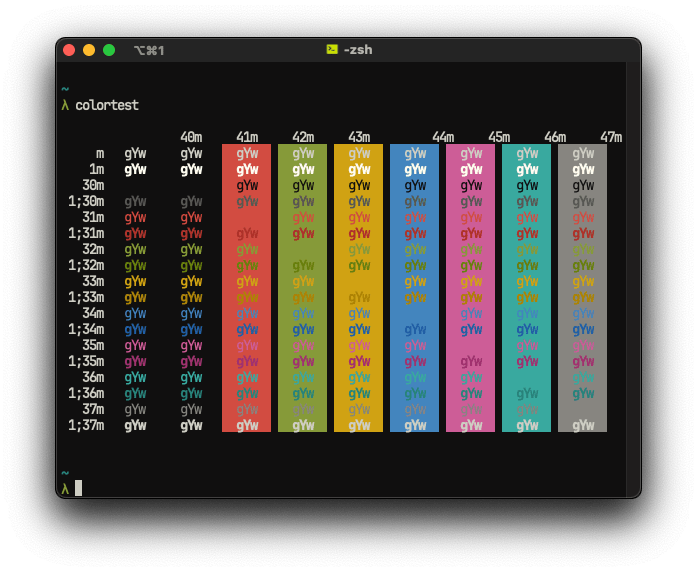 ⌥⌘1 -zsh
~
λ colortest
40m 41m 42m 43m 44m 45m 46m 47m
m gYw gYw gYw gYw gYw gYw gYw gYw gYw
1m gYw gYw gYw gYw gYw gYw gYw gYw gYw
30m gYw gYw gYw gYw gYw gYw gYw
1;30m gYw gYw gYw gYw gYw gYw gYw gYw gYw
31m gYw gYw gYw gYw gYw gYw gYw gYw
1;31m gYw gYw gYw gYw gYw gYw gYw gYw gYw
32m gYw gYw gYw gYw gYw gYw gYw gYw
1;32m gYw gYw gYw gYw gYw gYw gYw gYw gYw
33m gYw gYw gYw gYw gYw gYw gYw gYw
1;33m gYw gYw gYw gYw gYw gYw gYw gYw gYw
34m gYw gYw gYw gYw gYw gYw gYw gYw
1;34m gYw gYw gYw gYw gYw gYw gYw gYw gYw
35m gYw gYw gYw gYw gYw gYw gYw gYw
1;35m gYw gYw gYw gYw gYw gYw gYw gYw gYw
36m gYw gYw gYw gYw gYw gYw gYw gYw
1;36m gYw gYw gYw gYw gYw gYw gYw gYw gYw
37m gYw gYw gYw gYw gYw gYw gYw gYw
1;37m gYw gYw gYw gYw gYw gYw gYw gYw gYw
~
λ